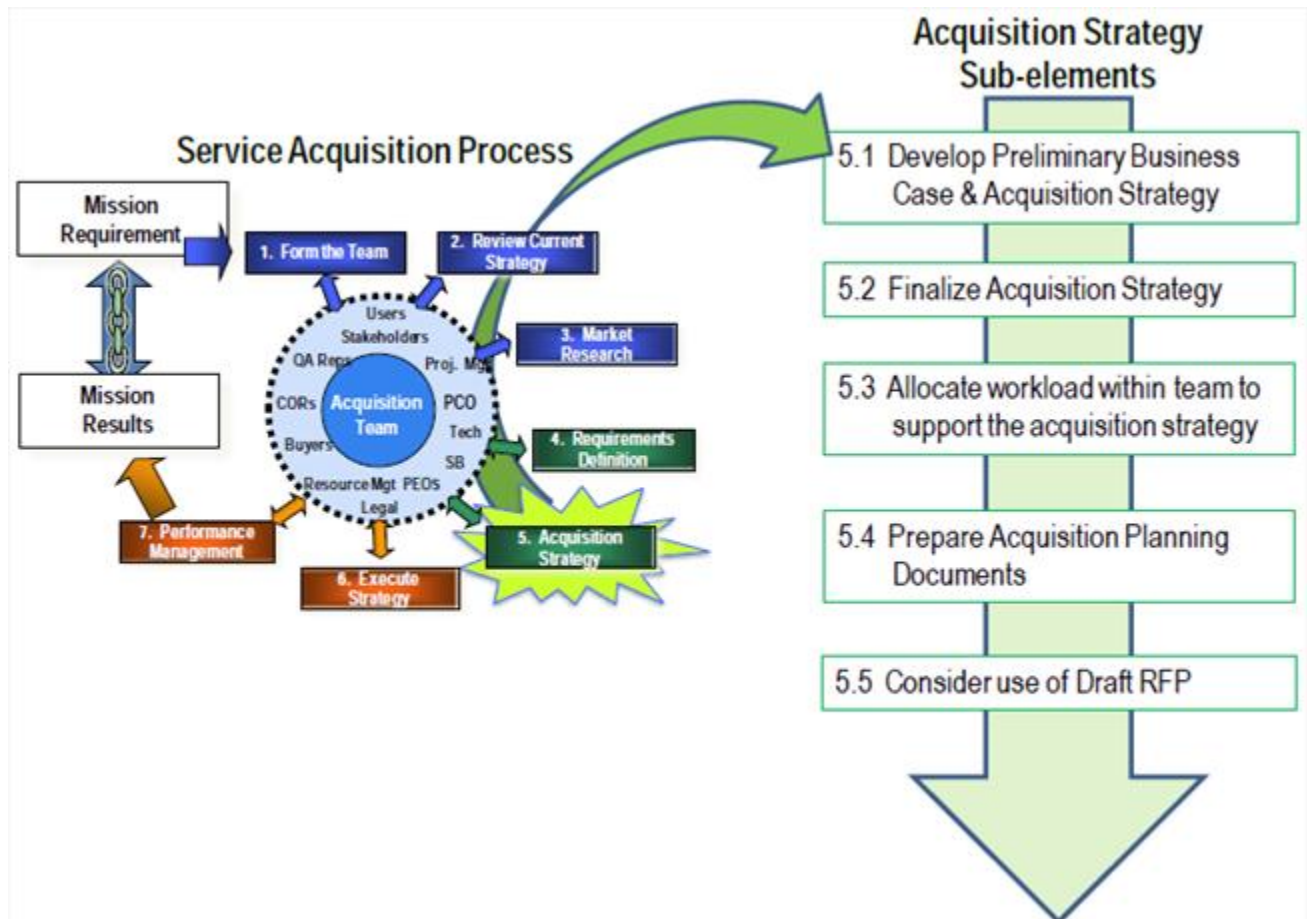 Acquisition Strategy
Sub-elements
Service Acquisition Process
Mission
Requirement
1. Form the Team
2. Review Current
Strategy
3. Market
Research
4. Requirements
Definition
5. Acquisition
Strategy
6. Execute
Strategy
7. Performance
Management
Mission
Results
Users
Stakeholders
QA Reps
Proj. Mgr
CORs
Acquisition
Team
PCO
Tech
Buyers
SB
Resource Mgt PEOs
Legal
5.1 Develop Preliminary Business
Case & Acquisition Strategy
5.2 Finalize Acquisition Strategy
5.3 Allocate workload within team to
support the acquisition strategy
5.4 Prepare Acquisition Planning
Documents
5.5 Consider use of Draft RFP